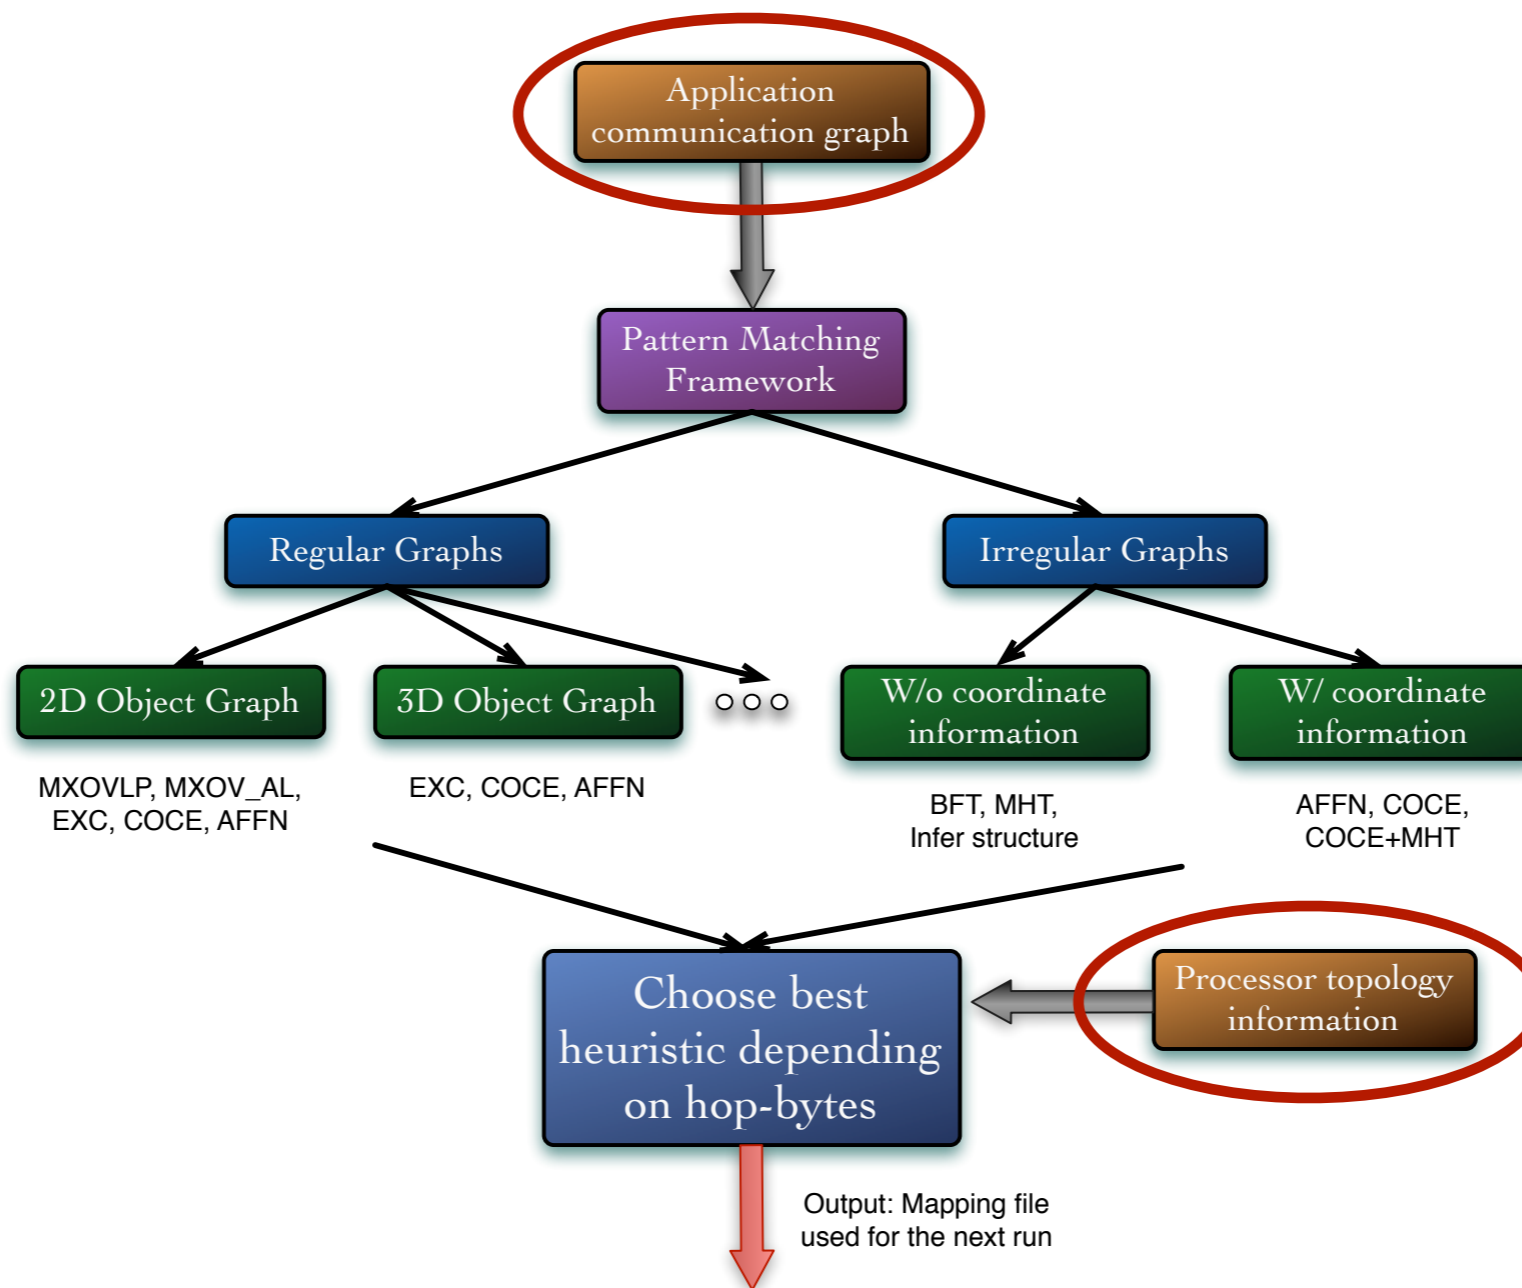 Application
communication graph
Pattern Matching
Framework
Regular Graphs
Irregular Graphs
2D Object Graph
3D Object Graph
W/o coordinate
information
W/ coordinate
information
MXOVLP, MXOV_AL,
EXC, COCE, AFFN
EXC, COCE, AFFN
BFT, MHT,
Infer structure
AFFN, COCE,
COCE+MHT
Choose best
heuristic depending
on hop-bytes
Processor topology
information
Output: Mapping file
used for the next run